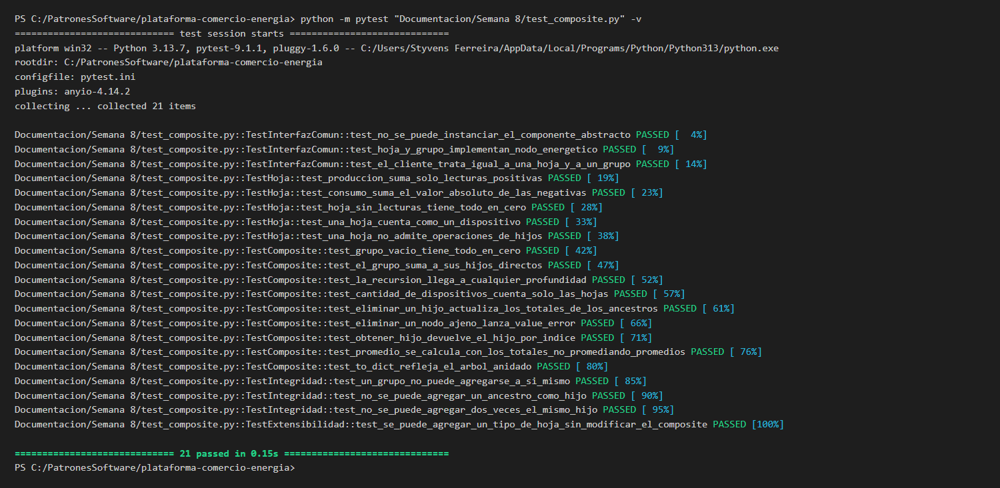 PS C:/PatronesSoftware/plataforma-comercio-energia> python -m pytest "Documentacion/Semana 8/test_composite.py" -v
============================= test session starts =============================
platform win32 -- Python 3.13.7, pytest-9.1.1, pluggy-1.6.0 -- C:/Users/Styvens Ferreira/AppData/Local/Programs/Python/Python313/python.exe
rootdir: C:/PatronesSoftware/plataforma-comercio-energia
configfile: pytest.ini
plugins: anyio-4.14.2
collecting ... collected 21 items
Documentacion/Semana 8/test_composite.py::TestInterfazComun::test_no_se_puede_instanciar_el_componente_abstracto PASSED [  4%]
Documentacion/Semana 8/test_composite.py::TestInterfazComun::test_hoja_y_grupo_implementan_nodo_energetico PASSED [  9%]
Documentacion/Semana 8/test_composite.py::TestInterfazComun::test_el_cliente_trata_igual_a_una_hoja_y_a_un_grupo PASSED [ 14%]
Documentacion/Semana 8/test_composite.py::TestHoja::test_produccion_suma_solo_lecturas_positivas PASSED [ 19%]
Documentacion/Semana 8/test_composite.py::TestHoja::test_consumo_suma_el_valor_absoluto_de_las_negativas PASSED [ 23%]
Documentacion/Semana 8/test_composite.py::TestHoja::test_hoja_sin_lecturas_tiene_todo_en_cero PASSED [ 28%]
Documentacion/Semana 8/test_composite.py::TestHoja::test_una_hoja_cuenta_como_un_dispositivo PASSED [ 33%]
Documentacion/Semana 8/test_composite.py::TestHoja::test_una_hoja_no_admite_operaciones_de_hijos PASSED [ 38%]
Documentacion/Semana 8/test_composite.py::TestComposite::test_grupo_vacio_tiene_todo_en_cero PASSED [ 42%]
Documentacion/Semana 8/test_composite.py::TestComposite::test_el_grupo_suma_a_sus_hijos_directos PASSED [ 47%]
Documentacion/Semana 8/test_composite.py::TestComposite::test_la_recursion_llega_a_cualquier_profundidad PASSED [ 52%]
Documentacion/Semana 8/test_composite.py::TestComposite::test_cantidad_de_dispositivos_cuenta_solo_las_hojas PASSED [ 57%]
Documentacion/Semana 8/test_composite.py::TestComposite::test_eliminar_un_hijo_actualiza_los_totales_de_los_ancestros PASSED [ 61%]
Documentacion/Semana 8/test_composite.py::TestComposite::test_eliminar_un_nodo_ajeno_lanza_value_error PASSED [ 66%]
Documentacion/Semana 8/test_composite.py::TestComposite::test_obtener_hijo_devuelve_el_hijo_por_indice PASSED [ 71%]
Documentacion/Semana 8/test_composite.py::TestComposite::test_promedio_se_calcula_con_los_totales_no_promediando_promedios PASSED [ 76%]
Documentacion/Semana 8/test_composite.py::TestComposite::test_to_dict_refleja_el_arbol_anidado PASSED [ 80%]
Documentacion/Semana 8/test_composite.py::TestIntegridad::test_un_grupo_no_puede_agregarse_a_si_mismo PASSED [ 85%]
Documentacion/Semana 8/test_composite.py::TestIntegridad::test_no_se_puede_agregar_un_ancestro_como_hijo PASSED [ 90%]
Documentacion/Semana 8/test_composite.py::TestIntegridad::test_no_se_puede_agregar_dos_veces_el_mismo_hijo PASSED [ 95%]
Documentacion/Semana 8/test_composite.py::TestExtensibilidad::test_se_puede_agregar_un_tipo_de_hoja_sin_modificar_el_composite PASSED [100%]
============================= 21 passed in 0.15s ==============================
PS C:/PatronesSoftware/plataforma-comercio-energia>